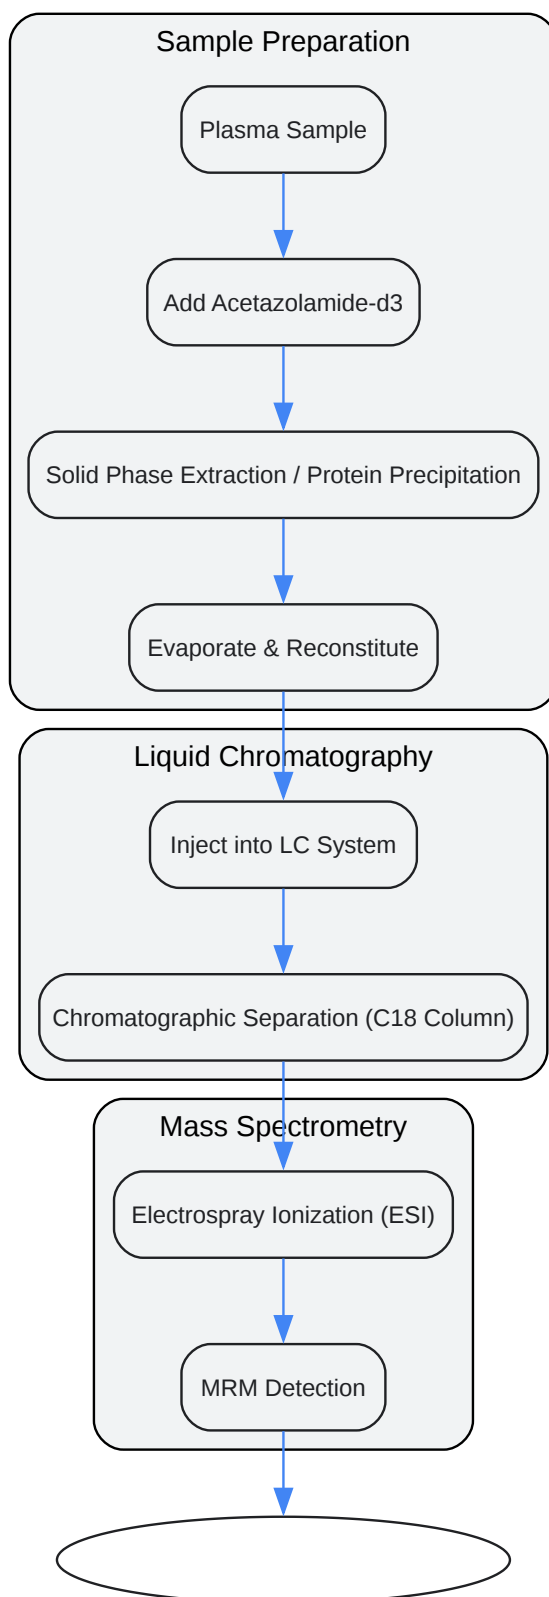 Sample Preparation
Plasma Sample
Add Acetazolamide-d3
Solid Phase Extraction / Protein Precipitation
Evaporate & Reconstitute
Liquid Chromatography
Inject into LC System
Chromatographic Separation (C18 Column)
Mass Spectrometry
Electrospray Ionization (ESI)
MRM Detection